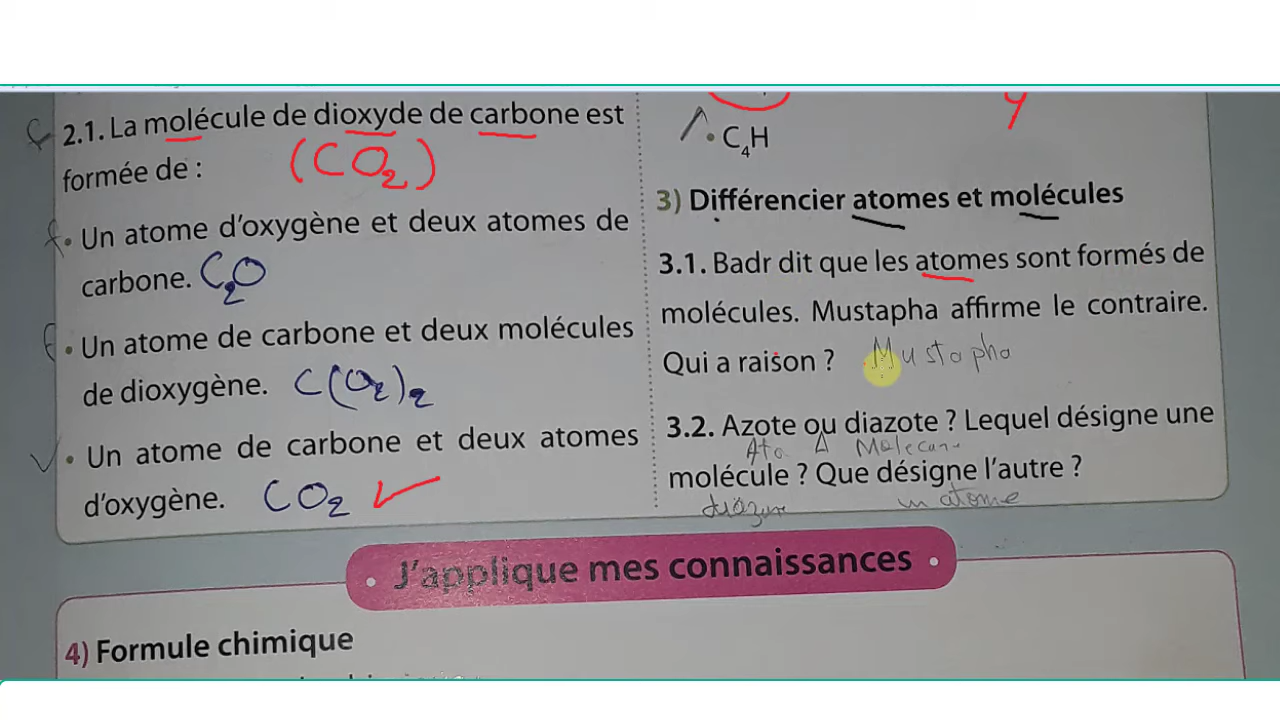 2.1. La molécule de dioxyde de carbone est
formée de :
(CO₂)
• Un atome d'oxygène et deux atomes de
carbone.
C₂O
• Un atome de carbone et deux molécules
de dioxygène.
C(O₂)₂
• Un atome de carbone et deux atomes
d'oxygène.
CO₂
• C₄H
3) Différencier atomes et molécules
3.1. Badr dit que les atomes sont formés de
molécules. Mustapha affirme le contraire.
Qui a raison ?
Mustapha
3.2. Azote ou diazote ? Lequel désigne une
molécule ? Que désigne l'autre ?
atome
• J'applique mes connaissances •
4) Formule chimique